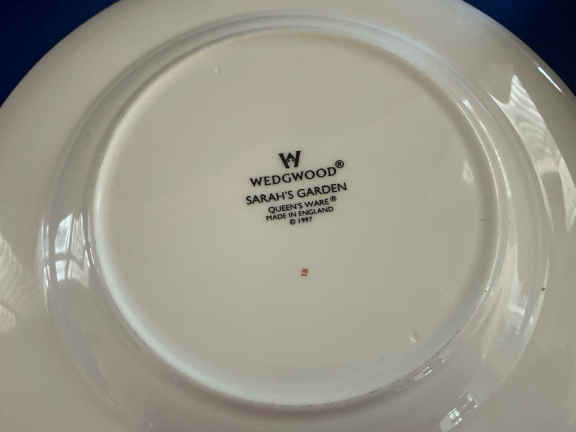 W
WEDGWOOD®
SARAH'S GARDEN
QUEEN'S WARE®
MADE IN ENGLAND
© 1997